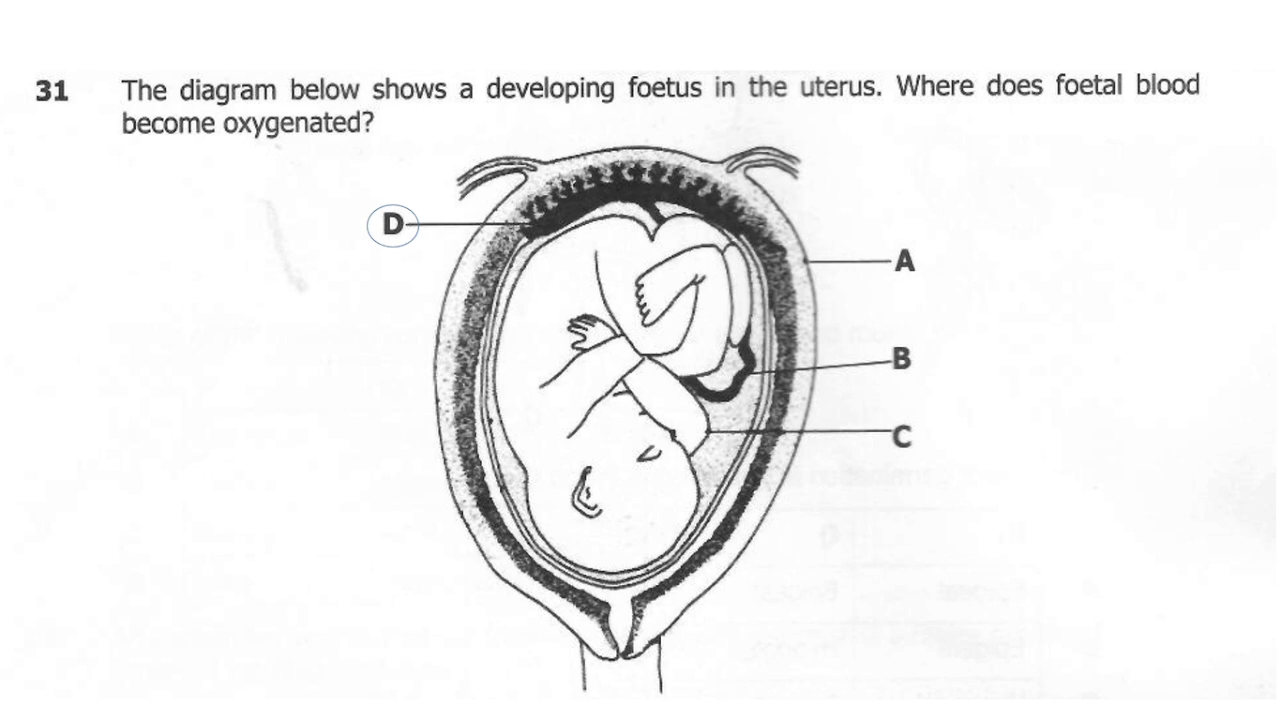 31 The diagram below shows a developing foetus in the uterus. Where does foetal blood
become oxygenated?
D
A
B
C